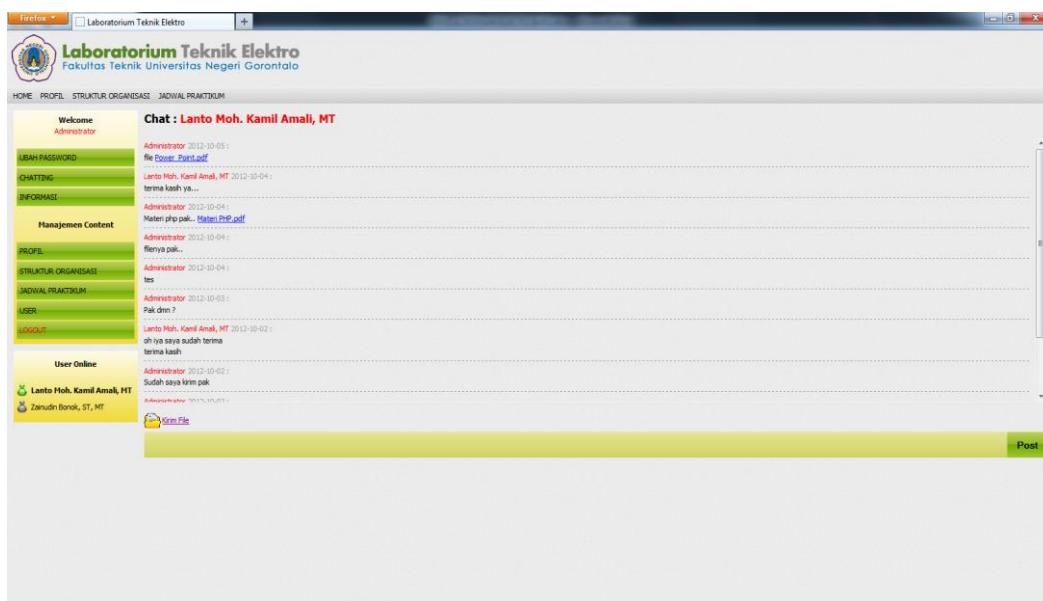 Firefox
Laboratorium Teknik Elektro
Laboratorium Teknik Elektro
Fakultas Teknik Universitas Negeri Gorontalo
HOME PROFIL STRUKTUR ORGANISASI JADWAL PRAKTIKUM
Welcome
Administrator
UBAH PASSWORD
CHATTING
INFORMASI
Manajemen Content
PROFIL
STRUKTUR ORGANISASI
JADWAL PRAKTIKUM
USER
LOGOUT
User Online
Lanto Moh. Kamil Amali, MT
Zainudin Bonok, ST, MT
Chat : Lanto Moh. Kamil Amali, MT
Administrator 2012-10-05 :
file Power_Point.pdf
Lanto Moh. Kamil Amali, MT 2012-10-04 :
terima kasih ya...
Administrator 2012-10-04 :
Materi php pak.. Materi PHP.pdf
Administrator 2012-10-04 :
filenya pak..
Administrator 2012-10-04 :
tes
Administrator 2012-10-03 :
Pak dmn ?
Lanto Moh. Kamil Amali, MT 2012-10-02 :
oh iya saya sudah terima
terima kasih
Administrator 2012-10-02 :
Sudah saya kirim pak
Administrator 2012-10-02 :
Kirim File
Post